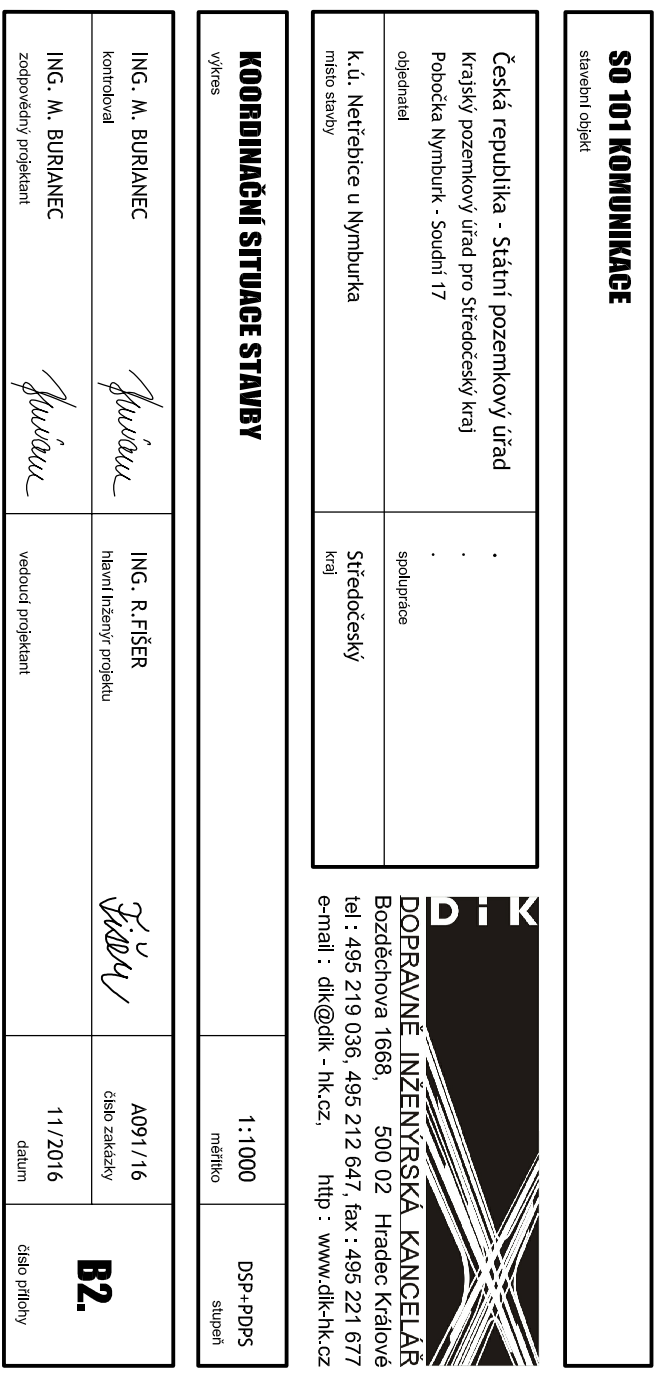 SO 101 KOMUNIKACE
stavební objekt
Česká republika - Státní pozemkový úřad
Krajský pozemkový úřad pro Středočeský kraj
Pobočka Nymburk - Soudní 17
objednatel
.
.
.
spolupráce
k.ú. Netřebice u Nymburka
místo stavby
Středočeský
kraj
DiK
DOPRAVNĚ INŽENÝRSKÁ KANCELÁŘ
Bozděchova 1668, 500 02 Hradec Králové
tel : 495 219 036, 495 212 647, fax : 495 221 677
e-mail : dik@dik - hk.cz, http : www.dik-hk.cz
KOORDINAČNÍ SITUACE STAVBY
výkres
1:1000
měřítko
DSP+PDPS
stupeň
ING. M. BURIANEC
kontroloval
Burianec
ING. R.FIŠER
hlavní Inženýr projektu
Fišer
A091/16
číslo zakázky
ING. M. BURIANEC
zodpovědný projektant
Burianec
vedoucí projektant
11/2016
datum
B2.
číslo přílohy